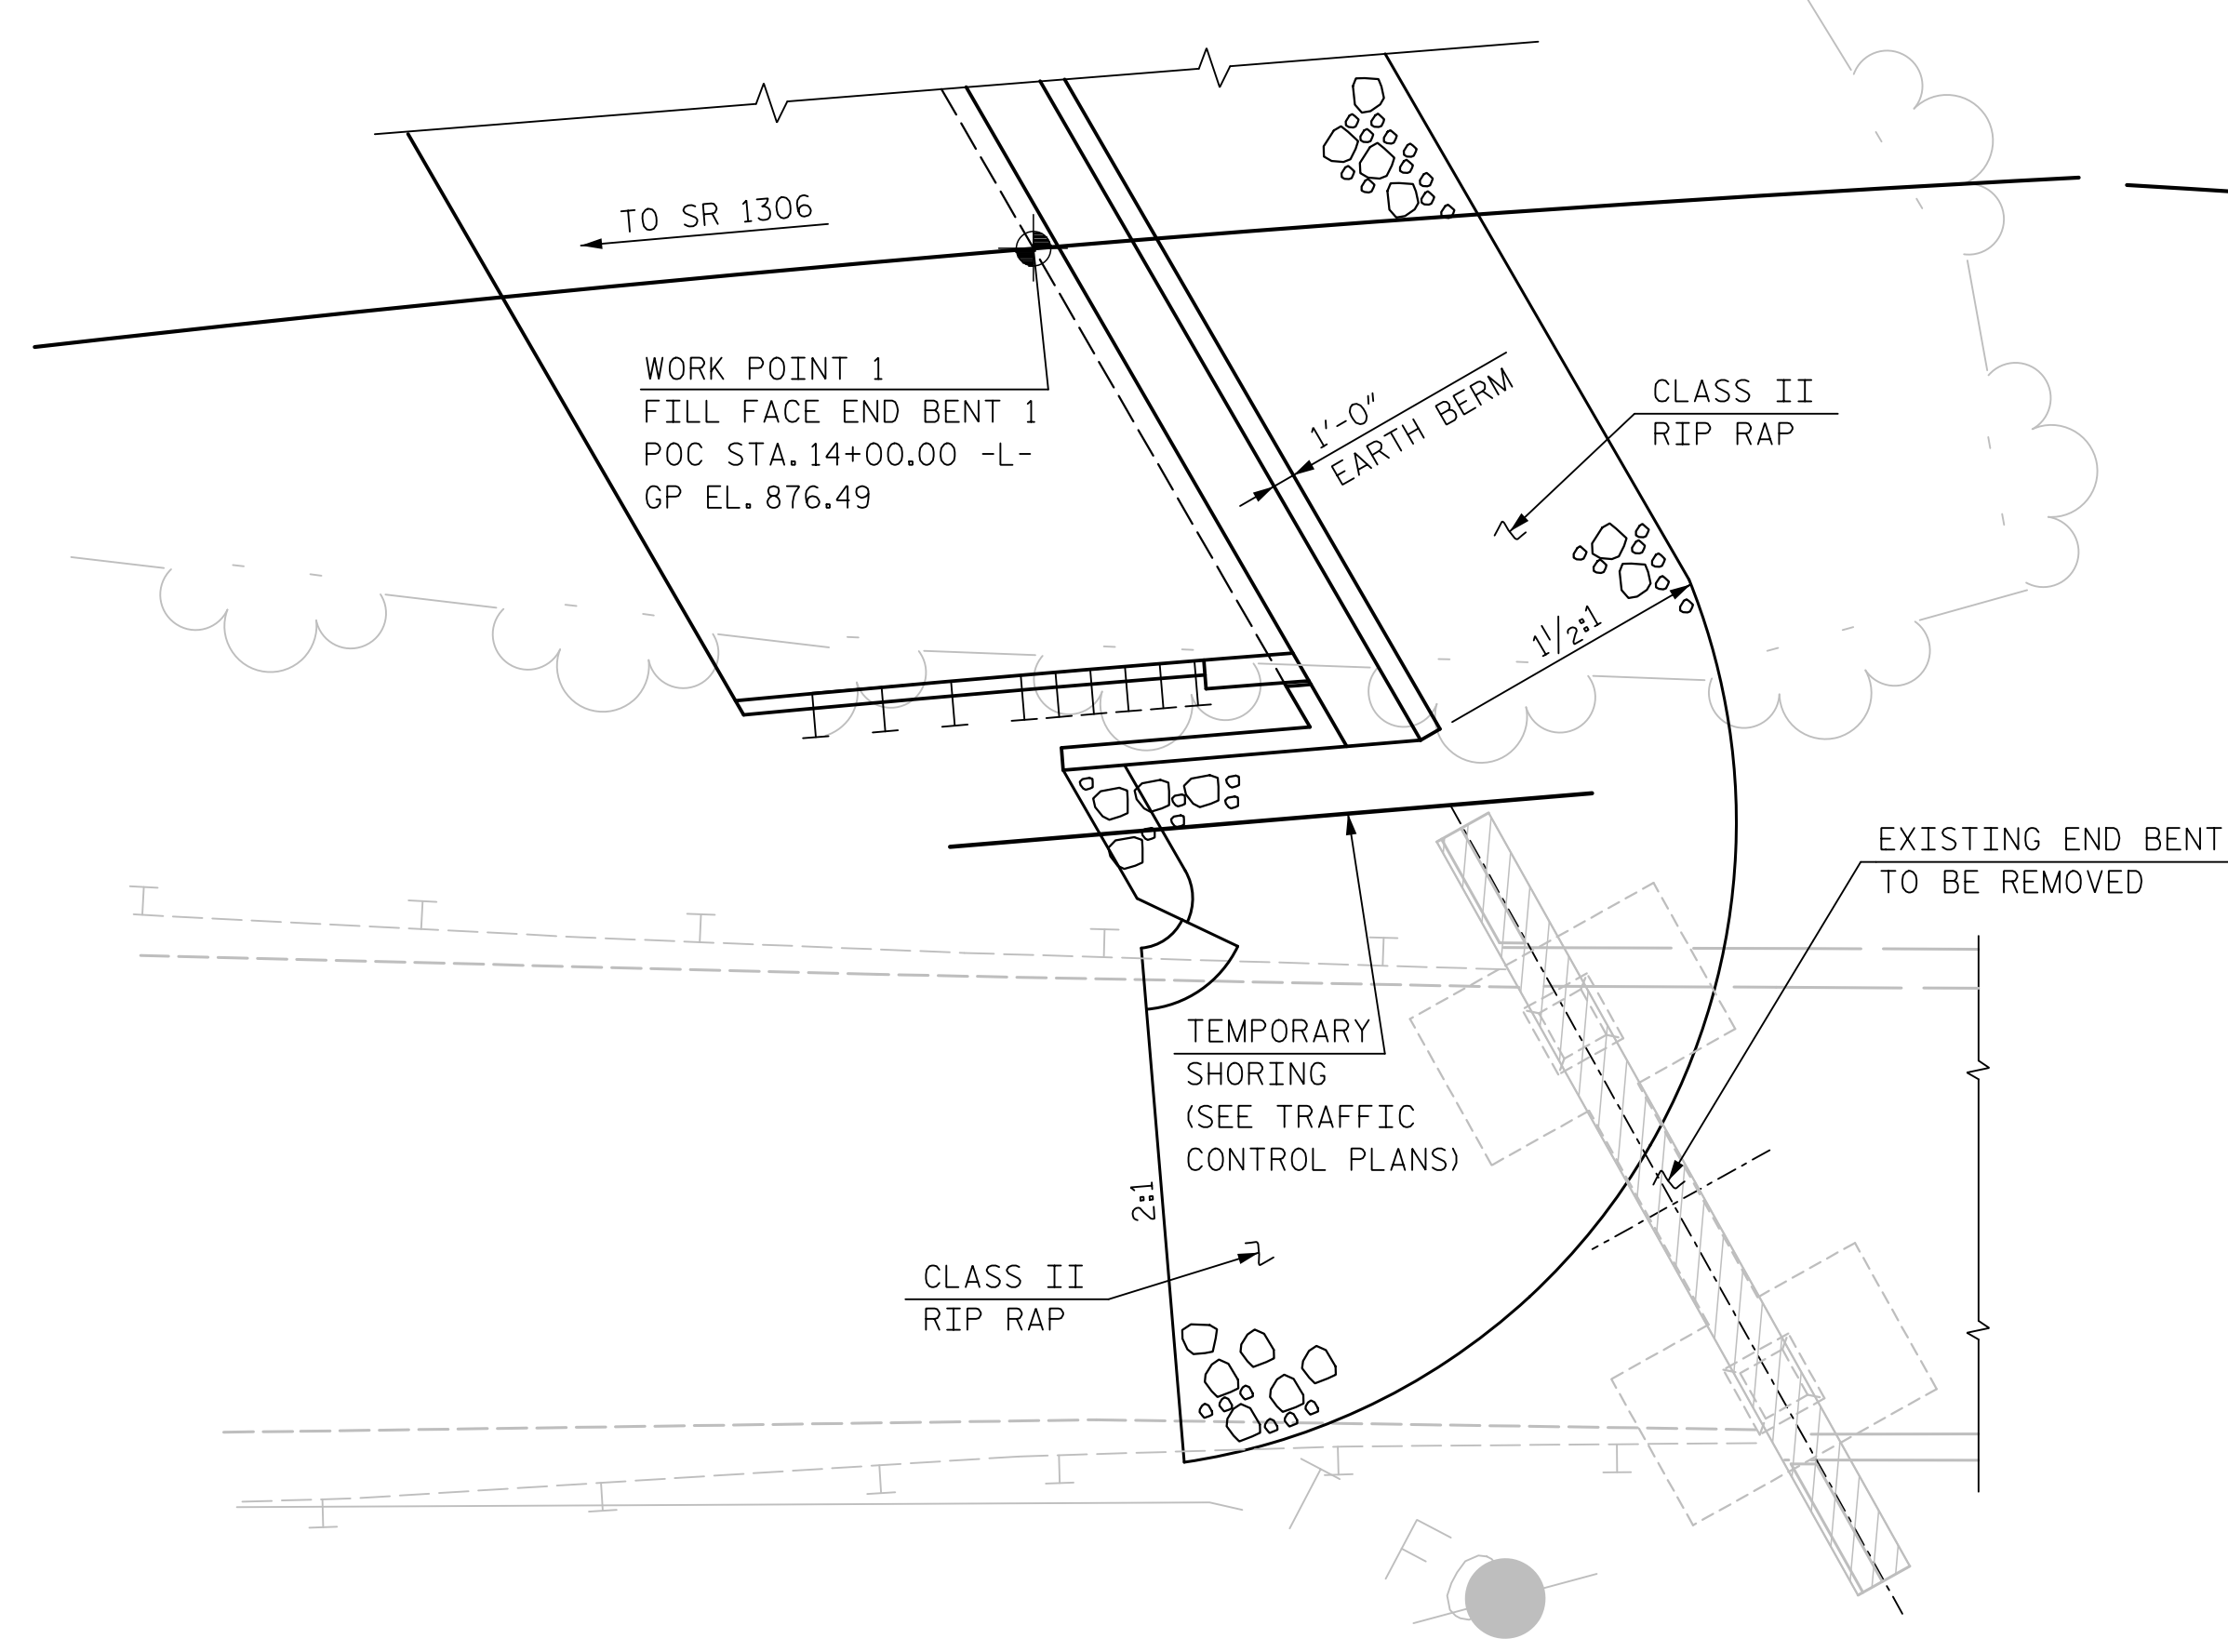 TO SR 1306
WORK POINT 1
FILL FACE END BENT 1
POC STA. 14+00.00 -L-
GP EL. 876.49
1'-0"
EARTH BERM
CLASS II
RIP RAP
1 1/2:1
EXISTING END BENT
TO BE REMOVED
TEMPORARY
SHORING
(SEE TRAFFIC
CONTROL PLANS)
2:1
CLASS II
RIP RAP